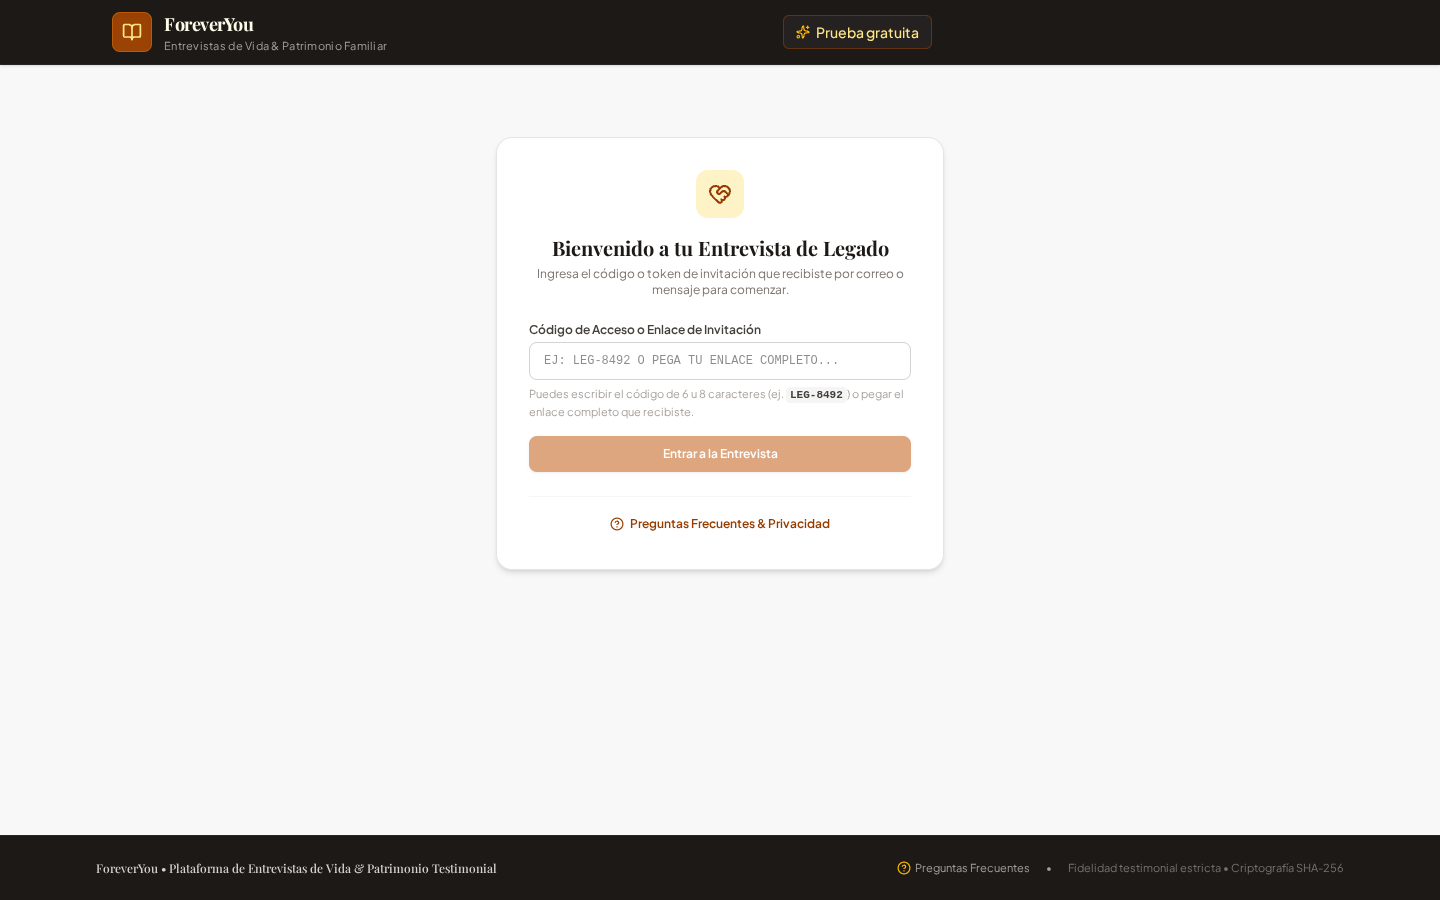 ForeverYou
Entrevistas de Vida & Patrimonio Familiar
Prueba gratuita
Bienvenido a tu Entrevista de Legado
Ingresa el código o token de invitación que recibiste por correo o
mensaje para comenzar.
Código de Acceso o Enlace de Invitación
EJ: LEG-8492 O PEGA TU ENLACE COMPLETO...
Puedes escribir el código de 6 u 8 caracteres (ej. LEG-8492) o pegar el
enlace completo que recibiste.
Entrar a la Entrevista
Preguntas Frecuentes & Privacidad
ForeverYou • Plataforma de Entrevistas de Vida & Patrimonio Testimonial
Preguntas Frecuentes • Fidelidad testimonial estricta • Criptografía SHA-256